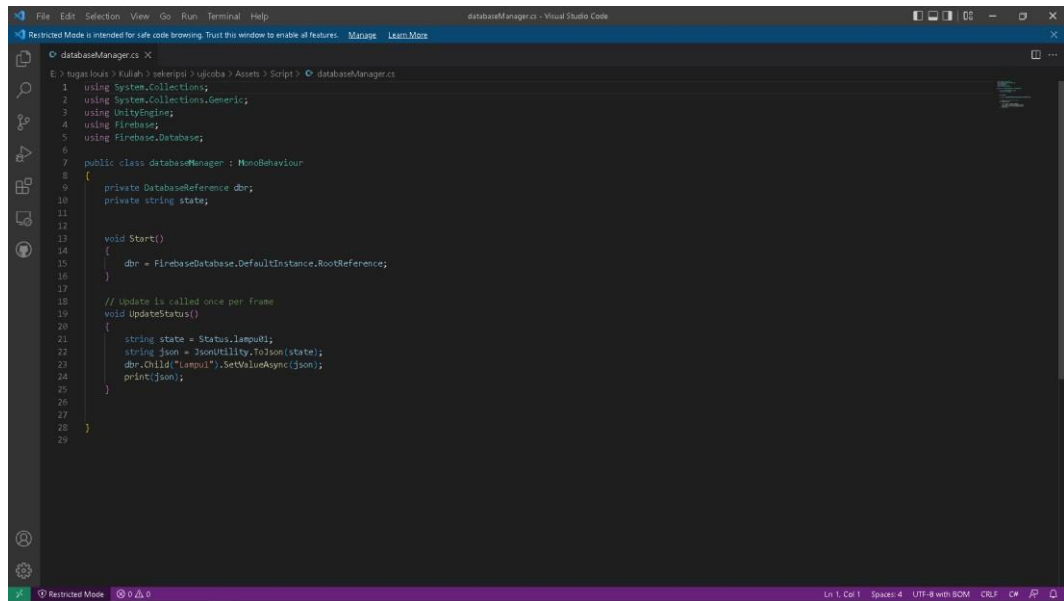 File Edit Selection View Go Run Terminal Help
databaseManager.cs - Visual Studio Code
Restricted Mode is intended for safe code browsing. Trust this window to enable all features. Manage Learn More
databaseManager.cs
E: > tugas louis > Kuliah > sekeripsi > ujicoba > Assets > Script > databaseManager.cs
1 using System.Collections;
2 using System.Collections.Generic;
3 using UnityEngine;
4 using Firebase;
5 using Firebase.Database;
6
7 public class databaseManager : MonoBehaviour
8 {
9 private DatabaseReference dbr;
10 private string state;
11
12
13 void Start()
14 {
15 dbr = FirebaseDatabase.DefaultInstance.RootReference;
16 }
17
18 // Update is called once per frame
19 void UpdateStatus()
20 {
21 string state = Status.lampu01;
22 string json = JsonUtility.ToJson(state);
23 dbr.Child("Lampu1").SetValueAsync(json);
24 print(json);
25 }
26
27
28 }
29
Restricted Mode 0 0 Ln 1, Col 1 Spaces: 4 UTF-8 with BOM CRLF C#